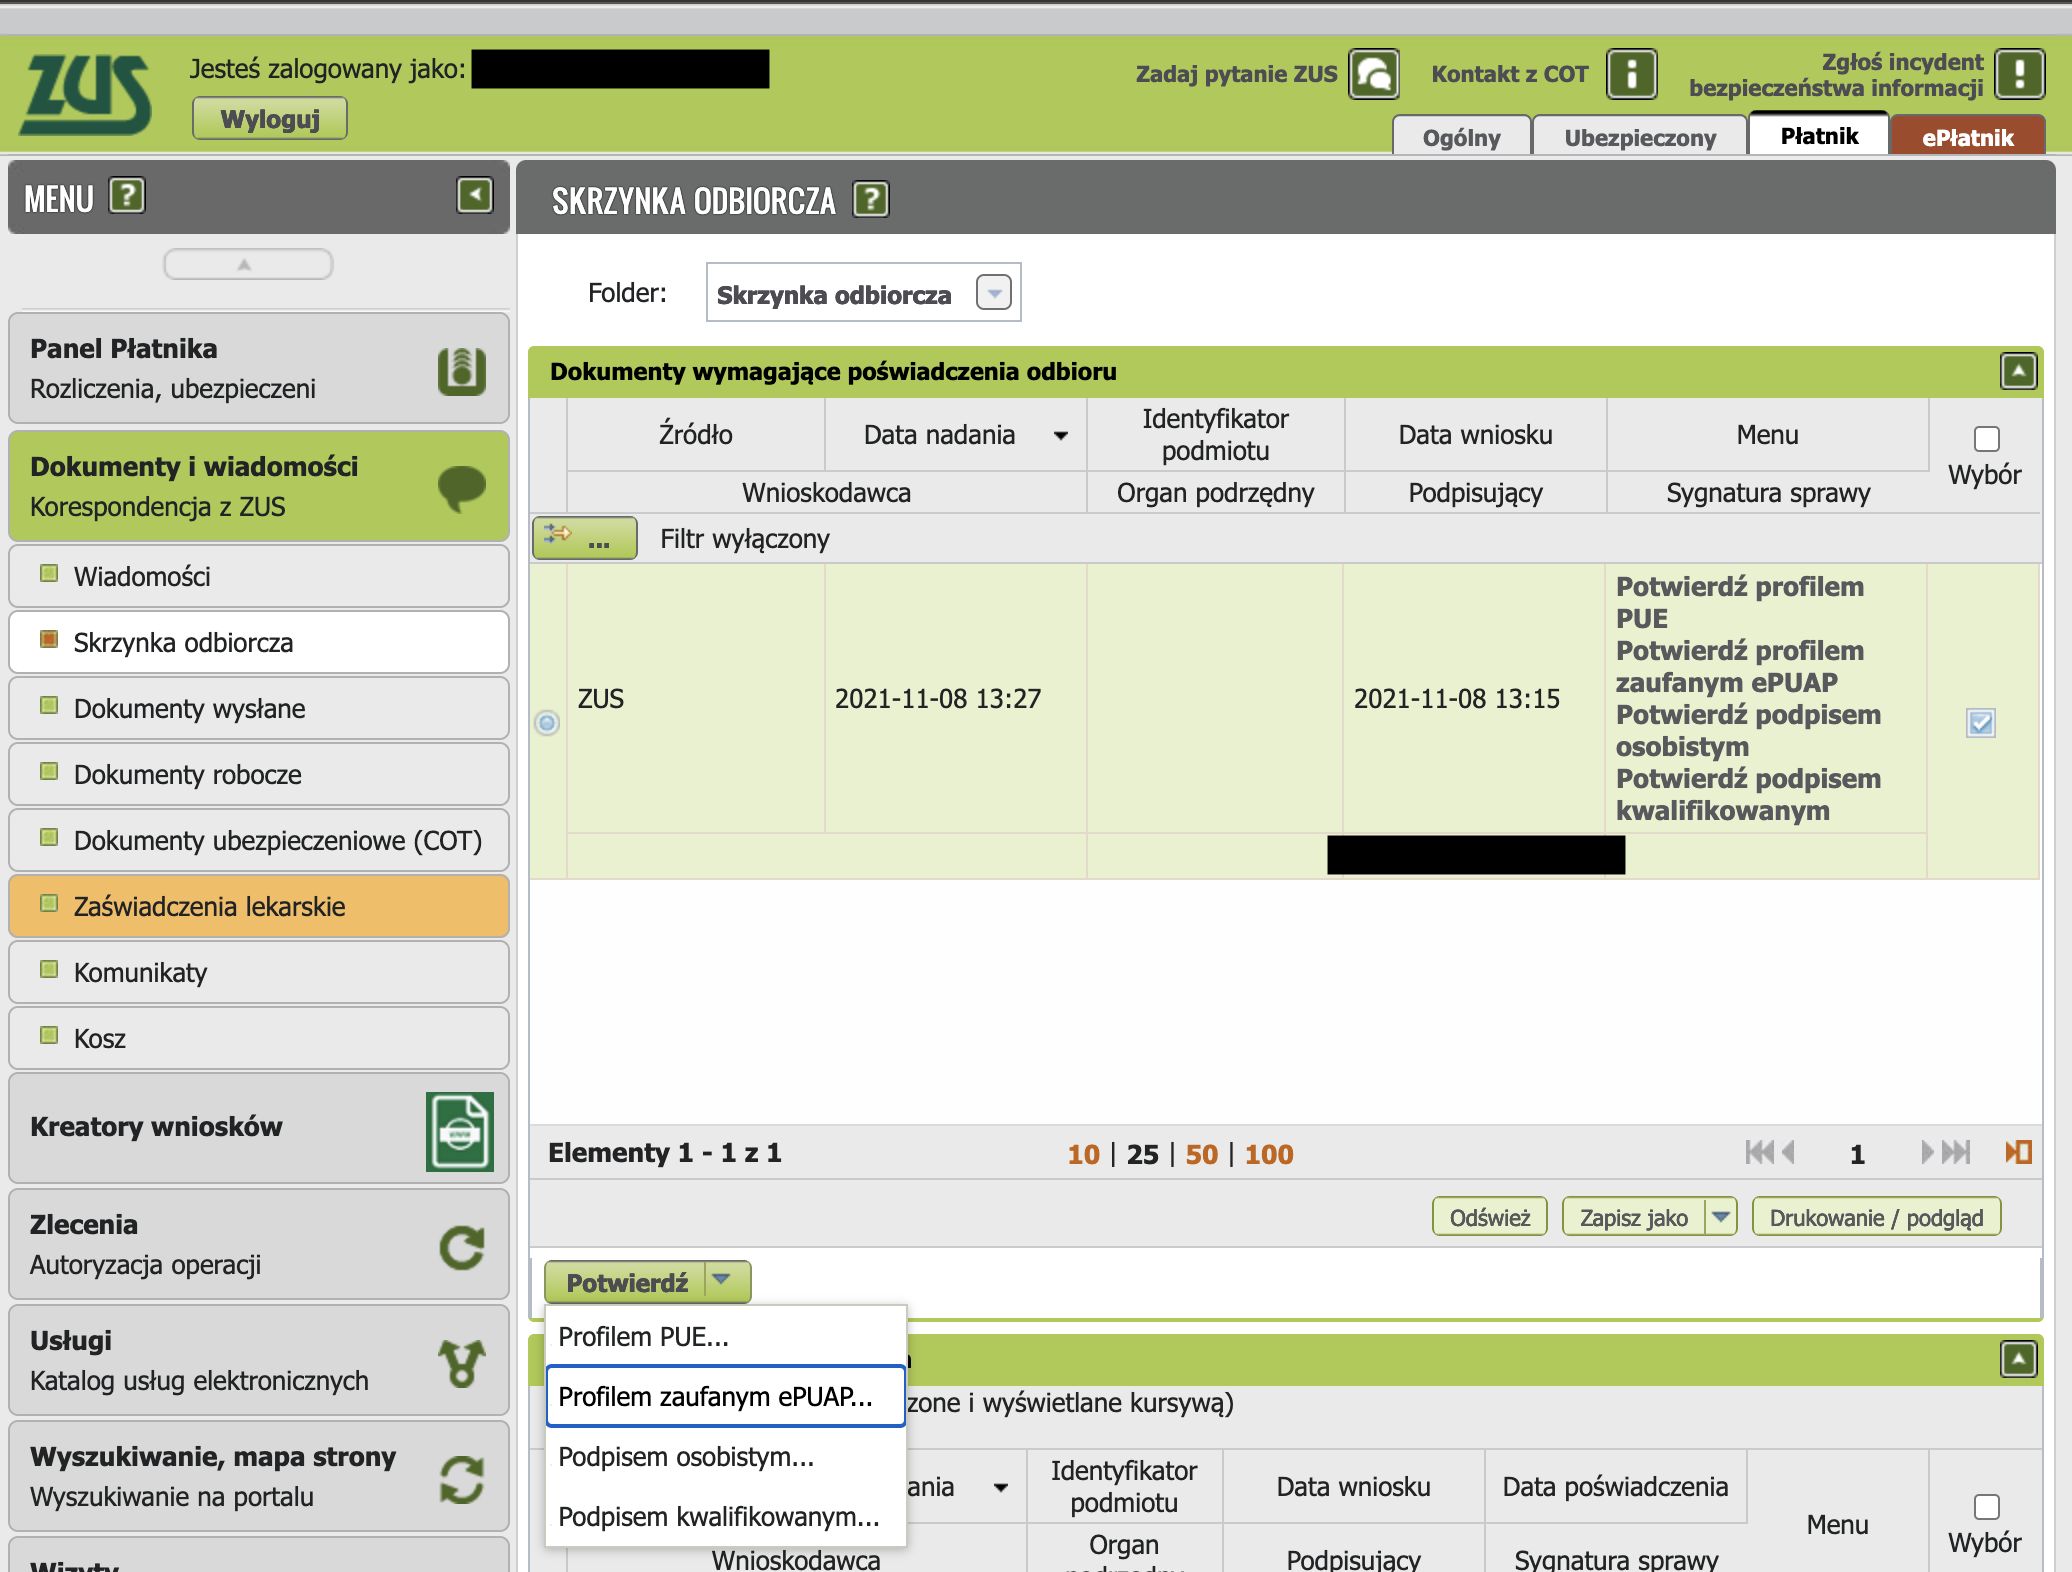 ZUS
Jesteś zalogowany jako:
Wyloguj
Zadaj pytanie ZUS
Kontakt z COT
Zgłoś incydent
bezpieczeństwa informacji
Ogólny
Ubezpieczony
Płatnik
ePłatnik
MENU ?
SKRZYNKA ODBIORCZA ?
Panel Płatnika
Rozliczenia, ubezpieczeni
Dokumenty i wiadomości
Korespondencja z ZUS
Wiadomości
Skrzynka odbiorcza
Dokumenty wysłane
Dokumenty robocze
Dokumenty ubezpieczeniowe (COT)
Zaświadczenia lekarskie
Komunikaty
Kosz
Kreatory wniosków
Zlecenia
Autoryzacja operacji
Usługi
Katalog usług elektronicznych
Wyszukiwanie, mapa strony
Wyszukiwanie na portalu
Wizyty
Folder:
Skrzynka odbiorcza
Dokumenty wymagające poświadczenia odbioru
Źródło
Data nadania
Identyfikator
podmiotu
Data wniosku
Menu
Wybór
Wnioskodawca
Organ podrzędny
Podpisujący
Sygnatura sprawy
...
Filtr wyłączony
ZUS
2021-11-08 13:27
2021-11-08 13:15
Potwierdź profilem
PUE
Potwierdź profilem
zaufanym ePUAP
Potwierdź podpisem
osobistym
Potwierdź podpisem
kwalifikowanym
Elementy 1 - 1 z 1
10 | 25 | 50 | 100
1
Odśwież
Zapisz jako
Drukowanie / podgląd
Potwierdź
Profilem PUE...
Profilem zaufanym ePUAP...
Podpisem osobistym...
Podpisem kwalifikowanym...
zone i wyświetlane kursywą)
ania
Identyfikator
podmiotu
Data wniosku
Data poświadczenia
Menu
Wybór
Wnioskodawca
Organ
podrzędny
Podpisujący
Sygnatura sprawy